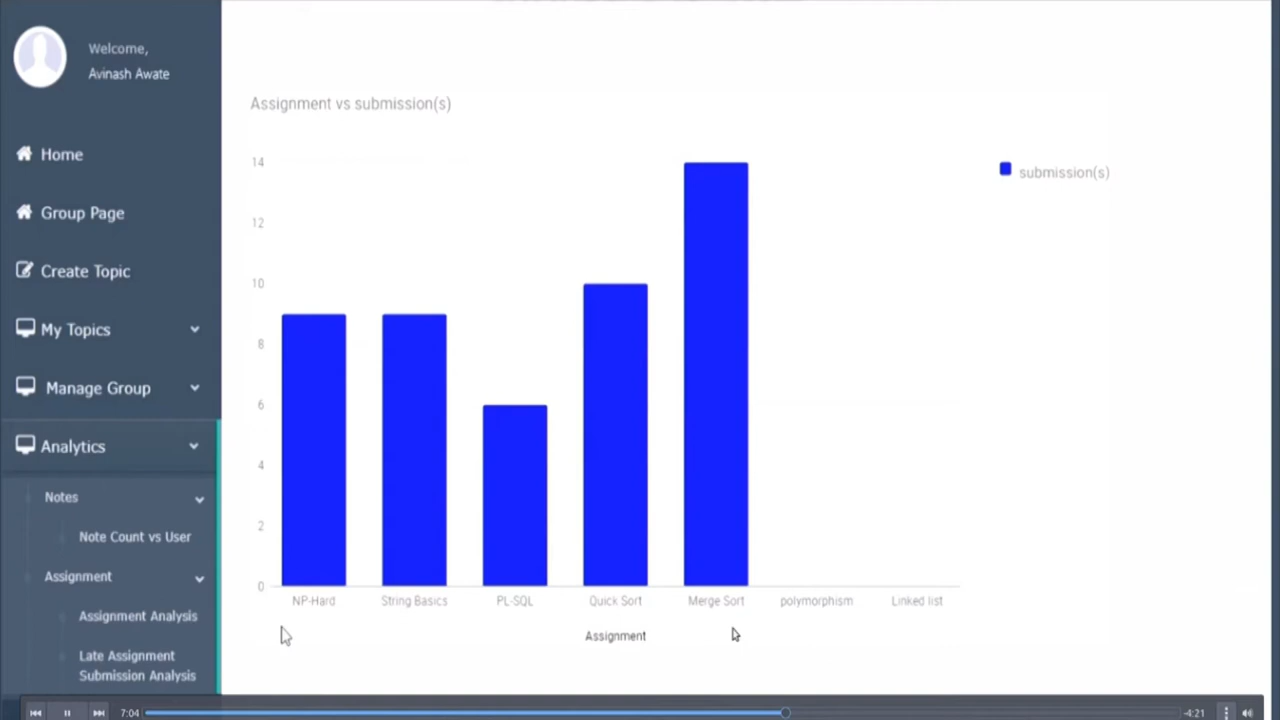 Welcome,
Avinash Awate
Home
Group Page
Create Topic
My Topics
Manage Group
Analytics
Notes
Note Count vs User
Assignment
Assignment Analysis
Late Assignment
Submission Analysis
Assignment vs submission(s)
submission(s)
14
12
10
8
6
4
2
0
NP-Hard String Basics PL-SQL Quick Sort Merge Sort polymorphism Linked list
Assignment
7:04
-4:21